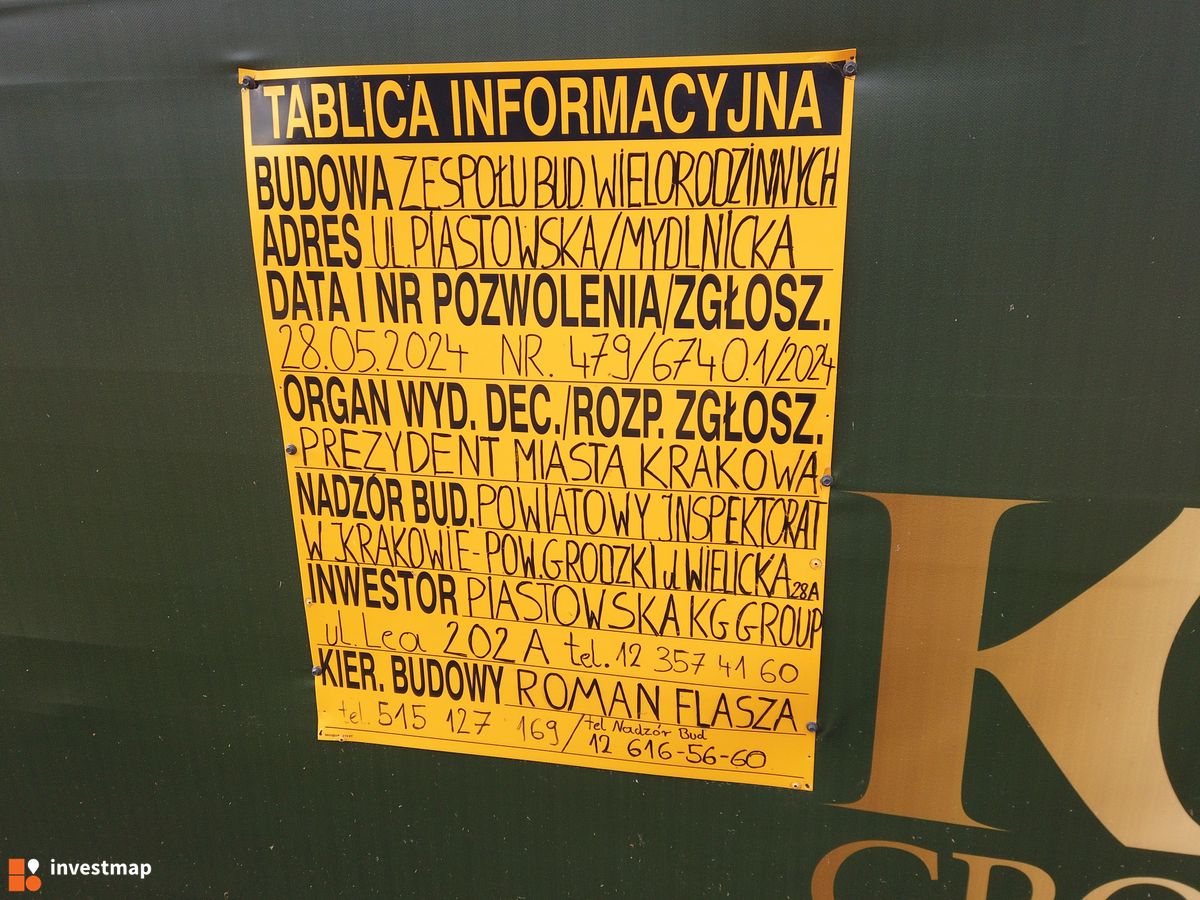 TABLICA INFORMACYJNA
BUDOWA ZESPOŁU BUD. WIELORODZINNYCH
ADRES UL. PIASTOWSKA/MYDLNICKA
DATA I NR POZWOLENIA/ZGŁOSZ.
28.05.2024 NR. 479/6740.1/2024
ORGAN WYD. DEC./ROZP. ZGŁOSZ.
PREZYDENT MIASTA KRAKOWA
NADZÓR BUD. POWIATOWY INSPEKTORAT
W KRAKOWIE - POW. GRODZKI ul WIELICKA 28A
INWESTOR PIASTOWSKA KG GROUP
ul. Lea 202 A tel. 12 357 41 60
KIER. BUDOWY ROMAN FLASZA
tel. 515 127 169 / tel Nadzór Bud
12 616-56-60
K
GRO
investmap